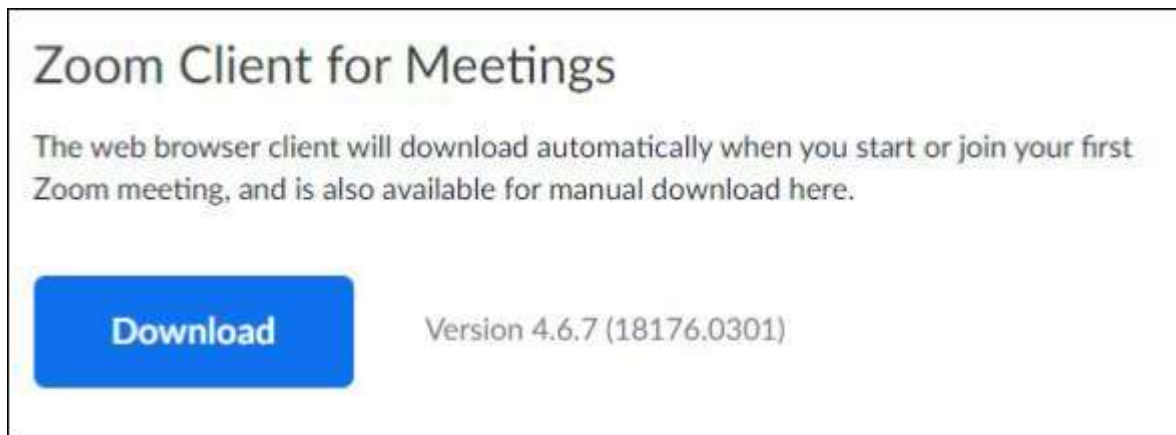 Zoom Client for Meetings
The web browser client will download automatically when you start or join your first
Zoom meeting, and is also available for manual download here.
Download
Version 4.6.7 (18176.0301)